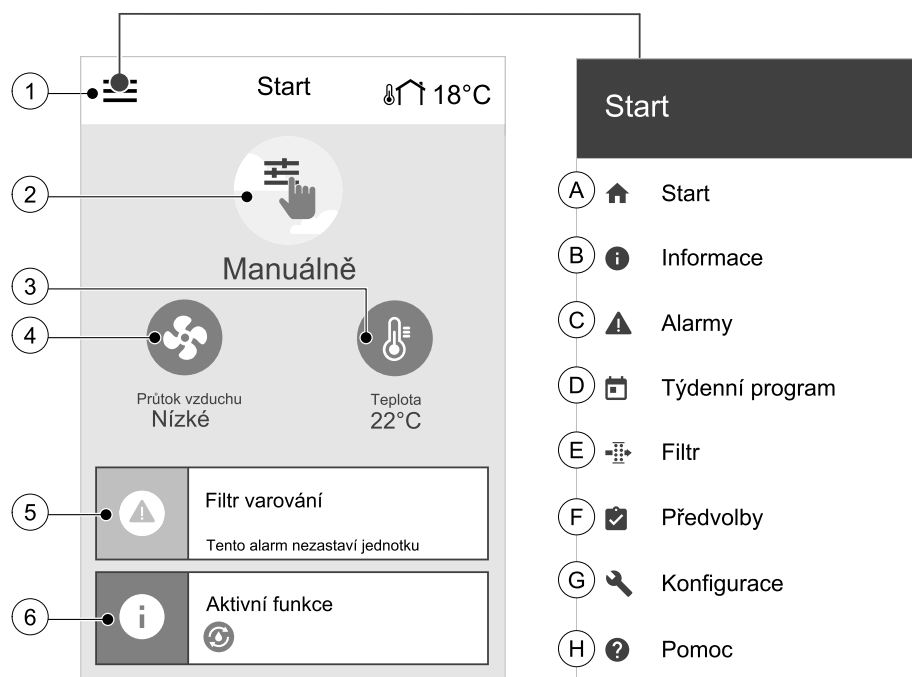 1
Start
18°C
2
Manuálně
3
4
Průtok vzduchu
Nízké
Teplota
22°C
5
Filtr varování
Tento alarm nezastaví jednotku
6
Aktivní funkce
Start
A Start
B Informace
C Alarmy
D Týdenní program
E Filtr
F Předvolby
G Konfigurace
H Pomoc